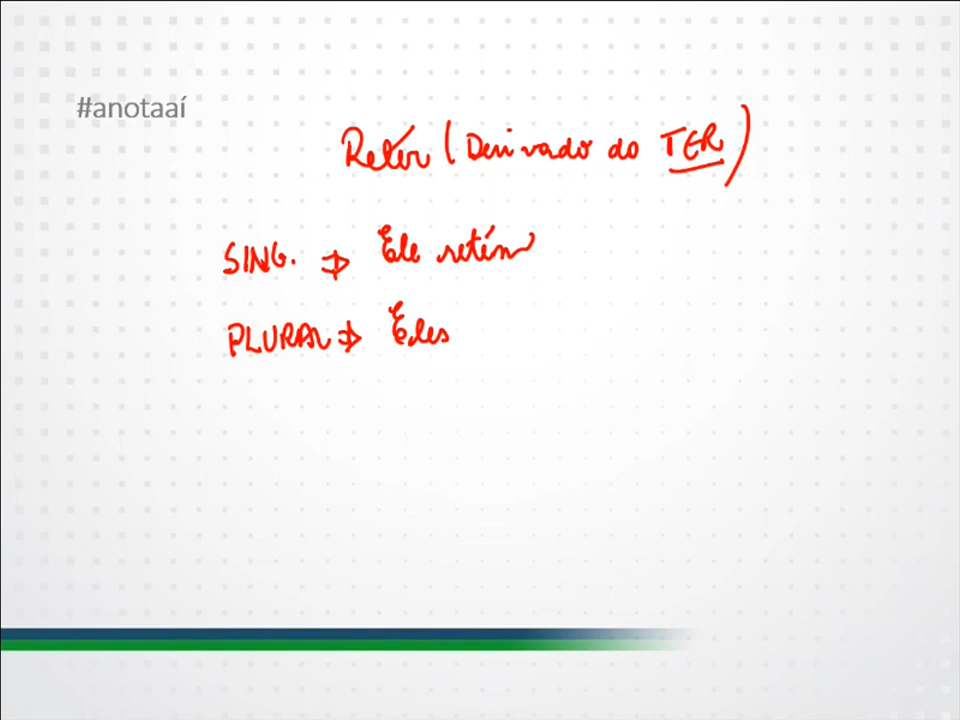 #anotaaí
Reter (Derivado do TER)
SING. ⇒ Ele retém
PLURAL ⇒ Eles